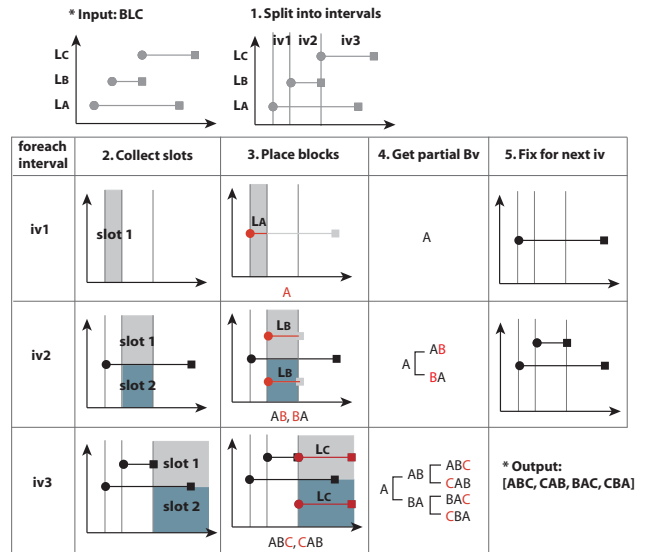 * Input: BLC
1. Split into intervals
iv1 iv2 iv3
LC
LB
LA
LC
LB
LA
foreach interval
2. Collect slots
3. Place blocks
4. Get partial Bv
5. Fix for next iv
iv1
slot 1
LA
A
A
iv2
slot 1
slot 2
LB
LB
AB, BA
A
AB
BA
iv3
slot 1
slot 2
LC
LC
ABC, CAB
A
AB
BA
ABC
CAB
BAC
CBA
* Output:
[ABC, CAB, BAC, CBA]